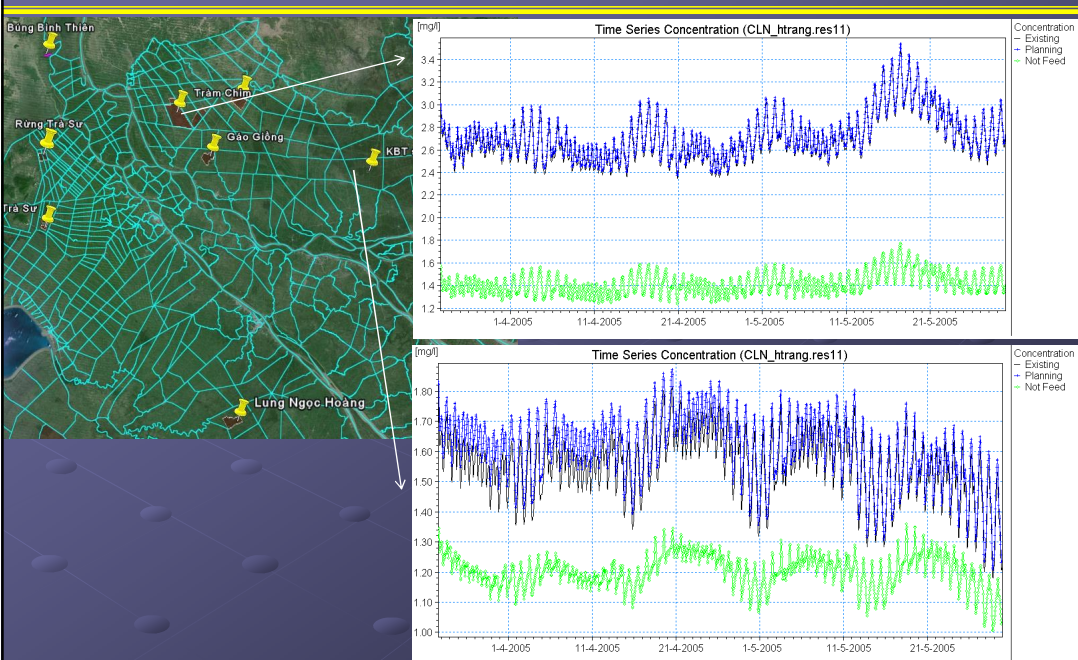 Búng Bình Thiên
Tràm Chim
Rừng Trà Sư
Gáo Giồng
KBT
Trà Sư
Lung Ngọc Hoàng
[mg/l]
Time Series Concentration (CLN_htrang.res11)
Concentration
Existing
Planning
Not Feed
3.4
3.2
3.0
2.8
2.6
2.4
2.2
2.0
1.8
1.6
1.4
1.2
1-4-2005 11-4-2005 21-4-2005 1-5-2005 11-5-2005 21-5-2005
[mg/l]
Time Series Concentration (CLN_htrang.res11)
Concentration
Existing
Planning
Not Feed
1.80
1.70
1.60
1.50
1.40
1.30
1.20
1.10
1.00
1-4-2005 11-4-2005 21-4-2005 1-5-2005 11-5-2005 21-5-2005